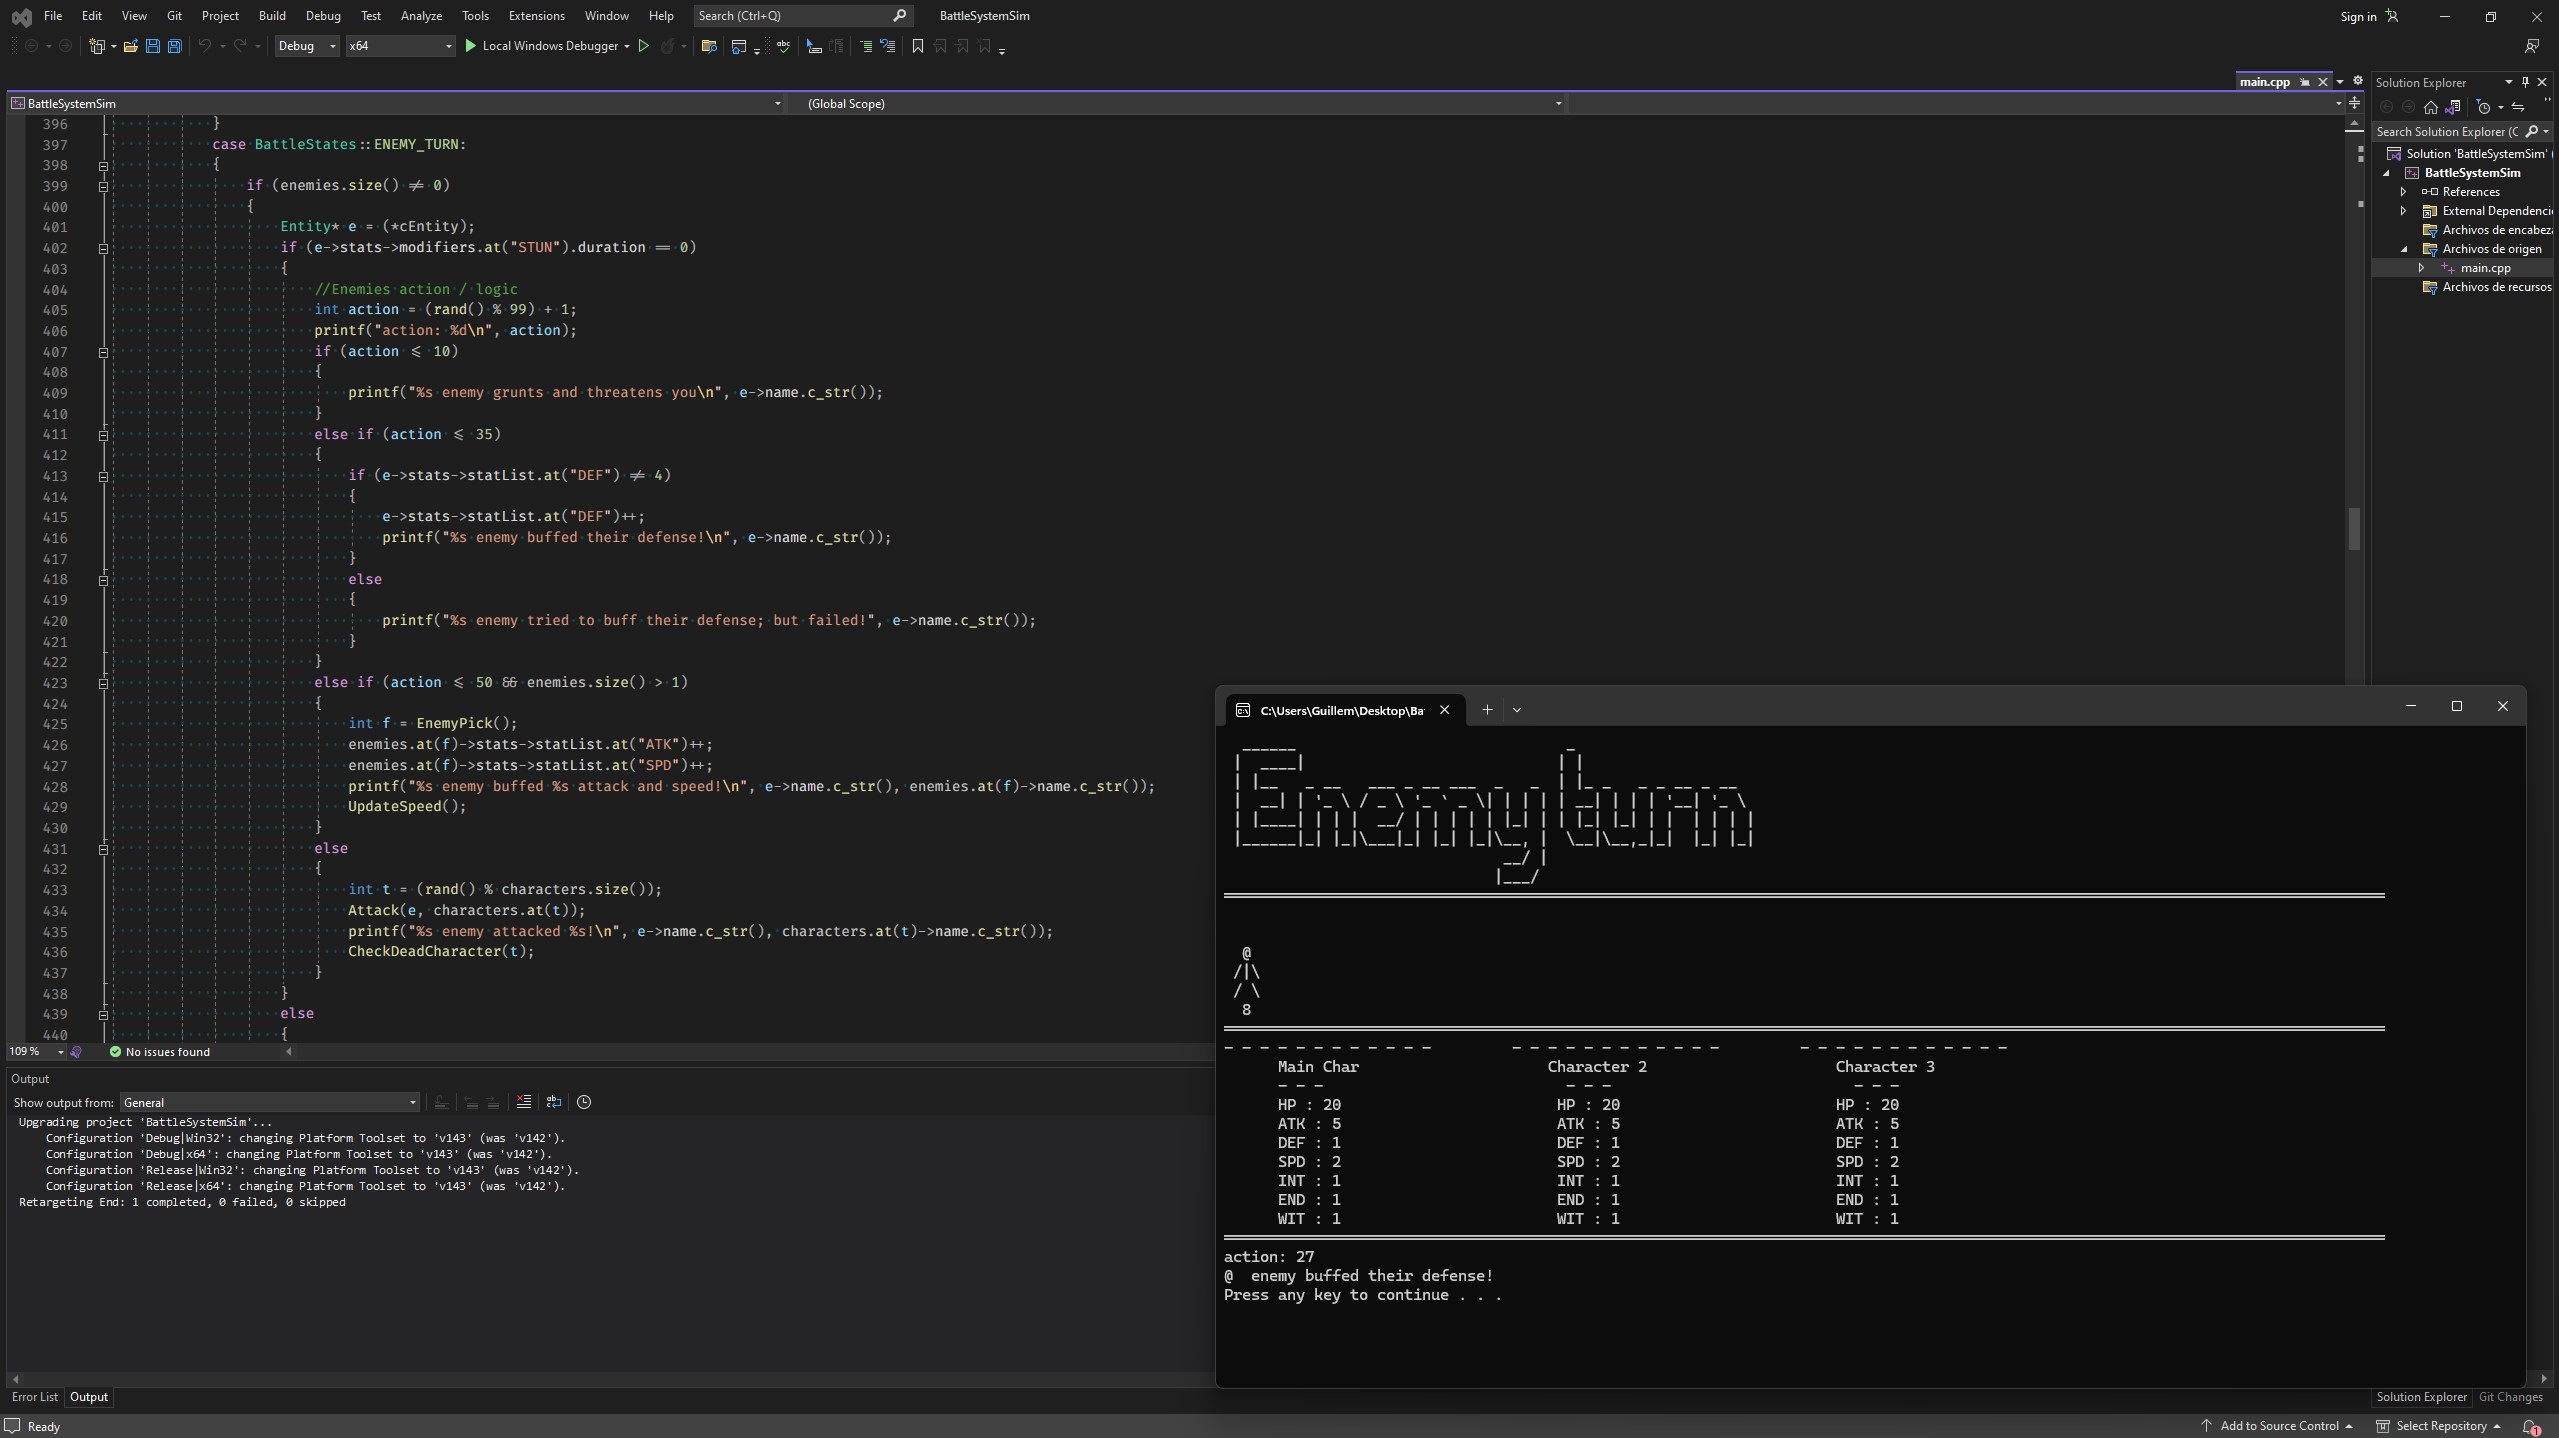 File Edit View Git Project Build Debug Test Analyze Tools Extensions Window Help Search (Ctrl+Q) BattleSystemSim Sign in
Debug x64 Local Windows Debugger
main.cpp
BattleSystemSim (Global Scope)
396 }
397 case BattleStates::ENEMY_TURN:
398 {
399 if (enemies.size() ≠ 0)
400 {
401 Entity* e = (*cEntity);
402 if (e->stats->modifiers.at("STUN").duration == 0)
403 {
404 //Enemies action / logic
405 int action = (rand() % 99) + 1;
406 printf("action: %d\n", action);
407 if (action ≤ 10)
408 {
409 printf("%s enemy grunts and threatens you\n", e->name.c_str());
410 }
411 else if (action ≤ 35)
412 {
413 if (e->stats->statList.at("DEF") ≠ 4)
414 {
415 e->stats->statList.at("DEF")++;
416 printf("%s enemy buffed their defense!\n", e->name.c_str());
417 }
418 else
419 {
420 printf("%s enemy tried to buff their defense; but failed!", e->name.c_str());
421 }
422 }
423 else if (action ≤ 50 && enemies.size() > 1)
424 {
425 int f = EnemyPick();
426 enemies.at(f)->stats->statList.at("ATK")++;
427 enemies.at(f)->stats->statList.at("SPD")++;
428 printf("%s enemy buffed %s attack and speed!\n", e->name.c_str(), enemies.at(f)->name.c_str());
429 UpdateSpeed();
430 }
431 else
432 {
433 int t = (rand() % characters.size());
434 Attack(e, characters.at(t));
435 printf("%s enemy attacked %s!\n", e->name.c_str(), characters.at(t)->name.c_str());
436 CheckDeadCharacter(t);
437 }
438 }
439 else
440 {
109 % No issues found
Output
Show output from: General
Upgrading project 'BattleSystemSim'...
Configuration 'Debug|Win32': changing Platform Toolset to 'v143' (was 'v142').
Configuration 'Debug|x64': changing Platform Toolset to 'v143' (was 'v142').
Configuration 'Release|Win32': changing Platform Toolset to 'v143' (was 'v142').
Configuration 'Release|x64': changing Platform Toolset to 'v143' (was 'v142').
Retargeting End: 1 completed, 0 failed, 0 skipped
Error List Output
Ready
Solution Explorer
Search Solution Explorer (C
Solution 'BattleSystemSim' (
BattleSystemSim
References
External Dependenci
Archivos de encabeza
Archivos de origen
main.cpp
Archivos de recursos
C:\Users\Guillem\Desktop\Ba
Enemy turn
@
/|\
/ \
8
Main Char Character 2 Character 3
HP : 20 HP : 20 HP : 20
ATK : 5 ATK : 5 ATK : 5
DEF : 1 DEF : 1 DEF : 1
SPD : 2 SPD : 2 SPD : 2
INT : 1 INT : 1 INT : 1
END : 1 END : 1 END : 1
WIT : 1 WIT : 1 WIT : 1
action: 27
@ enemy buffed their defense!
Press any key to continue . . .
Solution Explorer Git Changes
Add to Source Control Select Repository 1